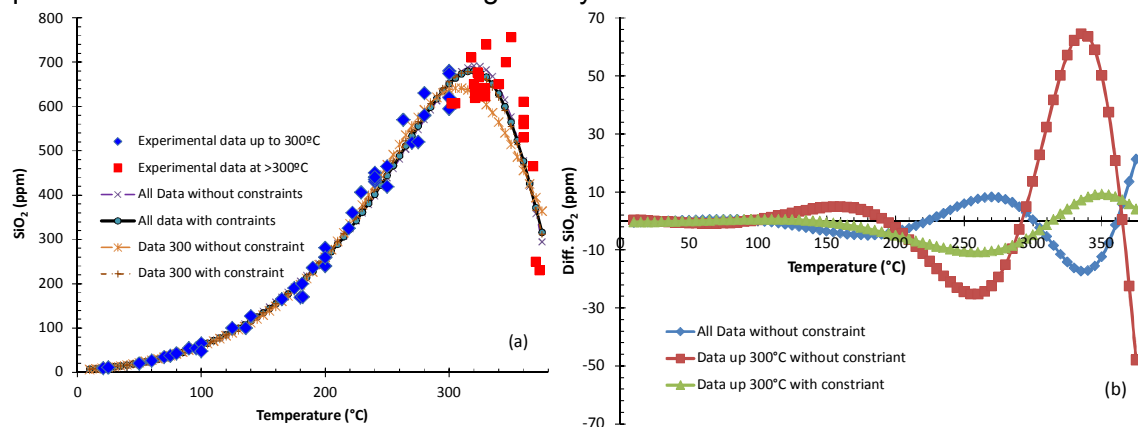 800
700
600
500
400
300
200
100
0
SiO₂ (ppm)
Experimental data up to 300ºC
Experimental data at >300ºC
All Data without constraints
All data with contraints
Data 300 without constraint
Data 300 with constraint
(a)
0 100 200 300
Temperature (°C)
70
50
30
10
-10
-30
-50
-70
Diff. SiO₂ (ppm)
0 50 100 150 200 250 300 350
Temperature (°C)
All Data without constraint
Data up 300°C without constriant
Data up 300°C with constriant
(b)